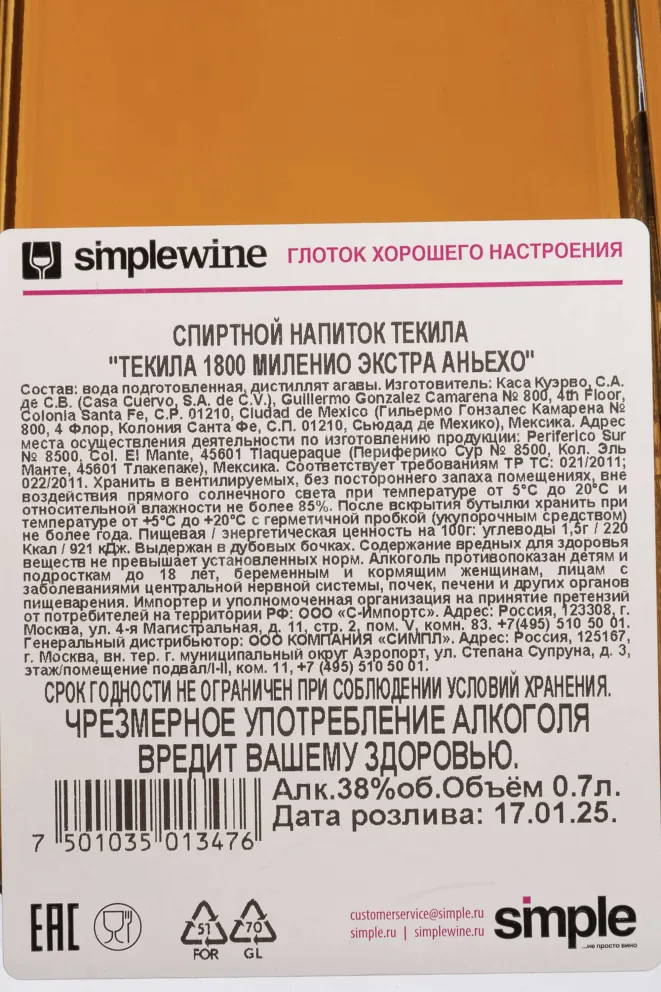 simplewine ГЛОТОК ХОРОШЕГО НАСТРОЕНИЯ
СПИРТНОЙ НАПИТОК ТЕКИЛА
"ТЕКИЛА 1800 МИЛЕНИО ЭКСТРА АНЬЕХО"
Состав: вода подготовленная, дистиллят агавы. Изготовитель: Каса Куэрво, С.А.
де С.В. (Casa Cuervo, S.A. de C.V.), Guillermo Gonzalez Camarena № 800, 4th Floor,
Colonia Santa Fe, C.P. 01210, Ciudad de Mexico (Гильермо Гонзалес Камарена №
800, 4 Флор, Колония Санта Фе, С.П. 01210, Сьюдад де Мехико), Мексика. Адрес
места осуществления деятельности по изготовлению продукции: Periferico Sur
№ 8500, Col. El Mante, 45601 Tlaquepaque (Периферико Сур № 8500, Кол. Эль
Манте, 45601 Тлакепаке), Мексика. Соответствует требованиям ТР ТС: 021/2011;
022/2011. Хранить в вентилируемых, без постороннего запаха помещениях, вне
воздействия прямого солнечного света при температуре от 5°С до 20°С и
относительной влажности не более 85%. После вскрытия бутылки хранить при
температуре от +5°С до +20°С с герметичной пробкой (укупорочным средством)
не более года. Пищевая / энергетическая ценность на 100г: углеводы 1,5г / 220
Ккал / 921 кДж. Выдержан в дубовых бочках. Содержание вредных для здоровья
веществ не превышает установленных норм. Алкоголь противопоказан детям и
подросткам до 18 лет, беременным и кормящим женщинам, лицам с
заболеваниями центральной нервной системы, почек, печени и других органов
пищеварения. Импортер и уполномоченная организация на принятие претензий
от потребителей на территории РФ: ООО «С-Импортс». Адрес: Россия, 123308, г.
Москва, ул. 4-я Магистральная, д. 11, стр. 2, пом. V, комн. 83. +7(495) 510 50 01.
Генеральный дистрибьютор: ООО КОМПАНИЯ «СИМПЛ». Адрес: Россия, 125167,
г. Москва, вн. тер. г. муниципальный округ Аэропорт, ул. Степана Супруна, д. 3,
этаж/помещение подвал/I-II, ком. 11, +7 (495) 510 50 01.
СРОК ГОДНОСТИ НЕ ОГРАНИЧЕН ПРИ СОБЛЮДЕНИИ УСЛОВИЙ ХРАНЕНИЯ.
ЧРЕЗМЕРНОЕ УПОТРЕБЛЕНИЕ АЛКОГОЛЯ
ВРЕДИТ ВАШЕМУ ЗДОРОВЬЮ.
Алк.38%об.Объём 0.7л.
Дата розлива: 17.01.25.
7 501035 013476
EAC
51
FOR
70
GL
customerservice@simple.ru
simple.ru | simplewine.ru
simple
...не просто вино